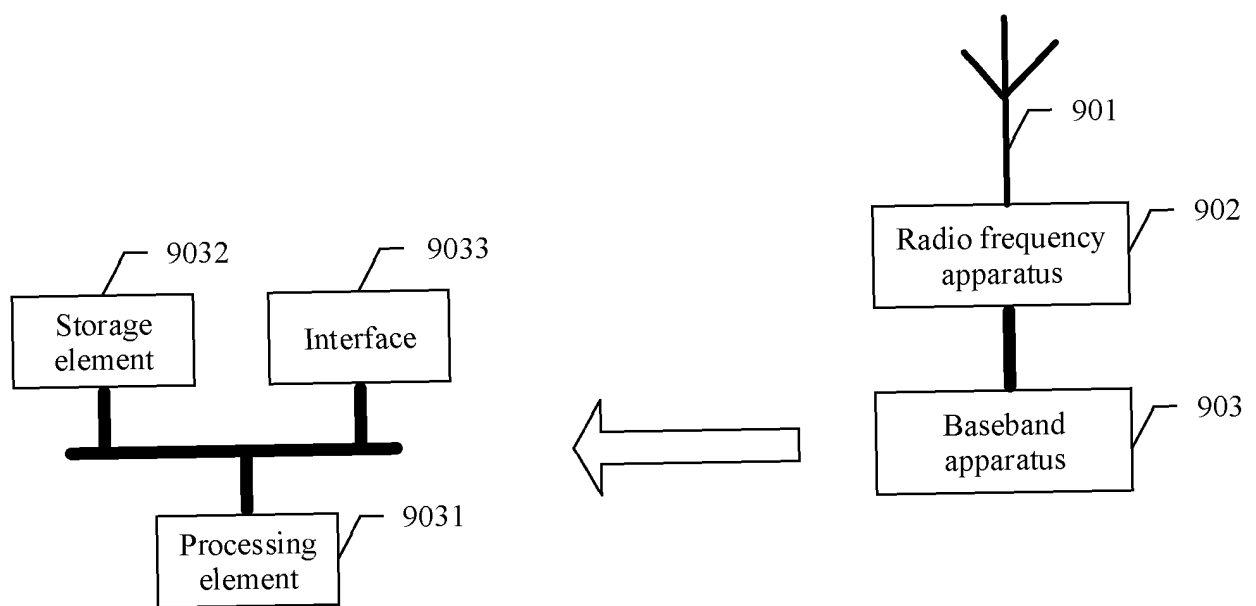 901
902
Radio frequency
apparatus
9032
9033
Storage
element
Interface
903
Baseband
apparatus
9031
Processing
element